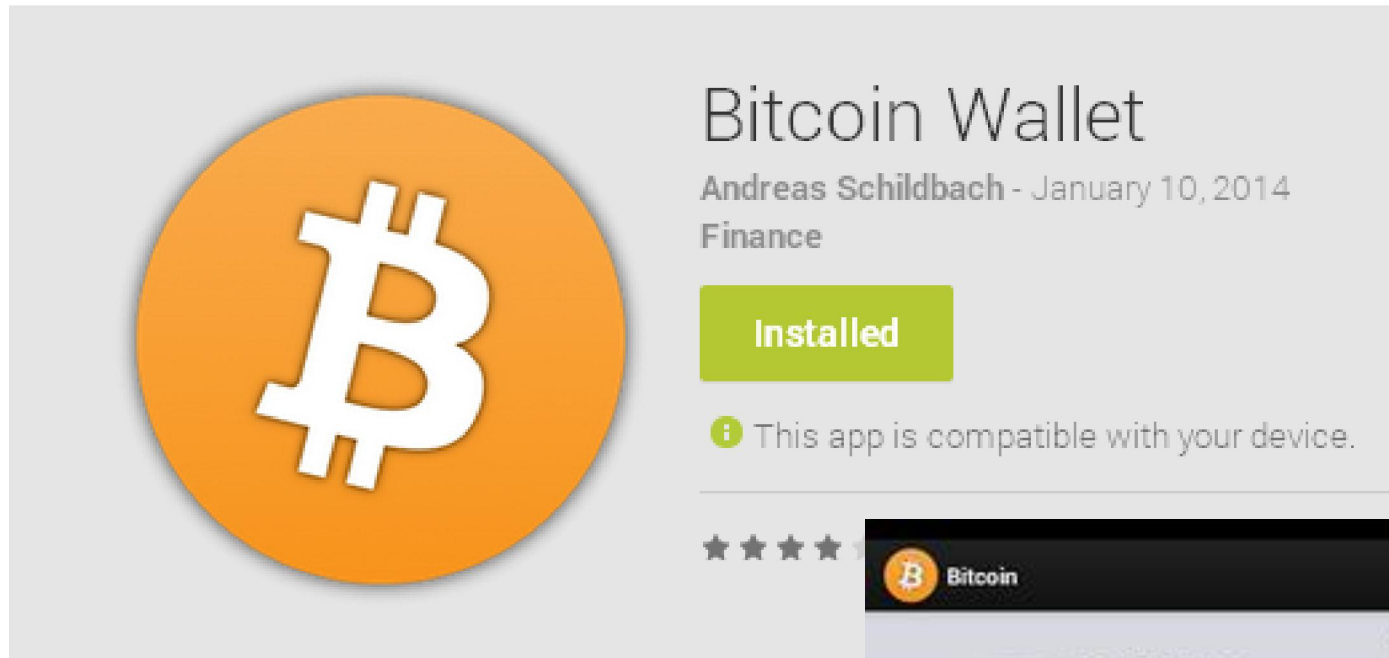 Bitcoin Wallet
Andreas Schildbach - January 10, 2014
Finance
Installed
This app is compatible with your device.
Bitcoin